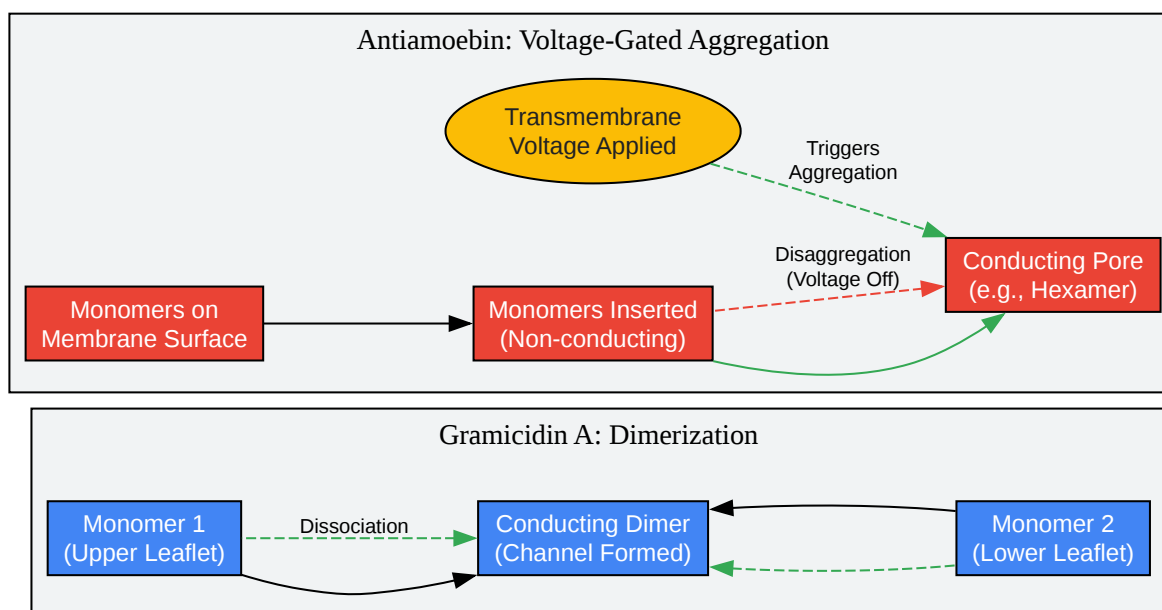 Antiamoebin: Voltage-Gated Aggregation
Transmembrane
Voltage Applied
Triggers
Aggregation
Disaggregation
(Voltage Off)
Conducting Pore
(e.g., Hexamer)
Monomers on
Membrane Surface
Monomers Inserted
(Non-conducting)
Gramicidin A: Dimerization
Monomer 1
(Upper Leaflet)
Dissociation
Conducting Dimer
(Channel Formed)
Monomer 2
(Lower Leaflet)